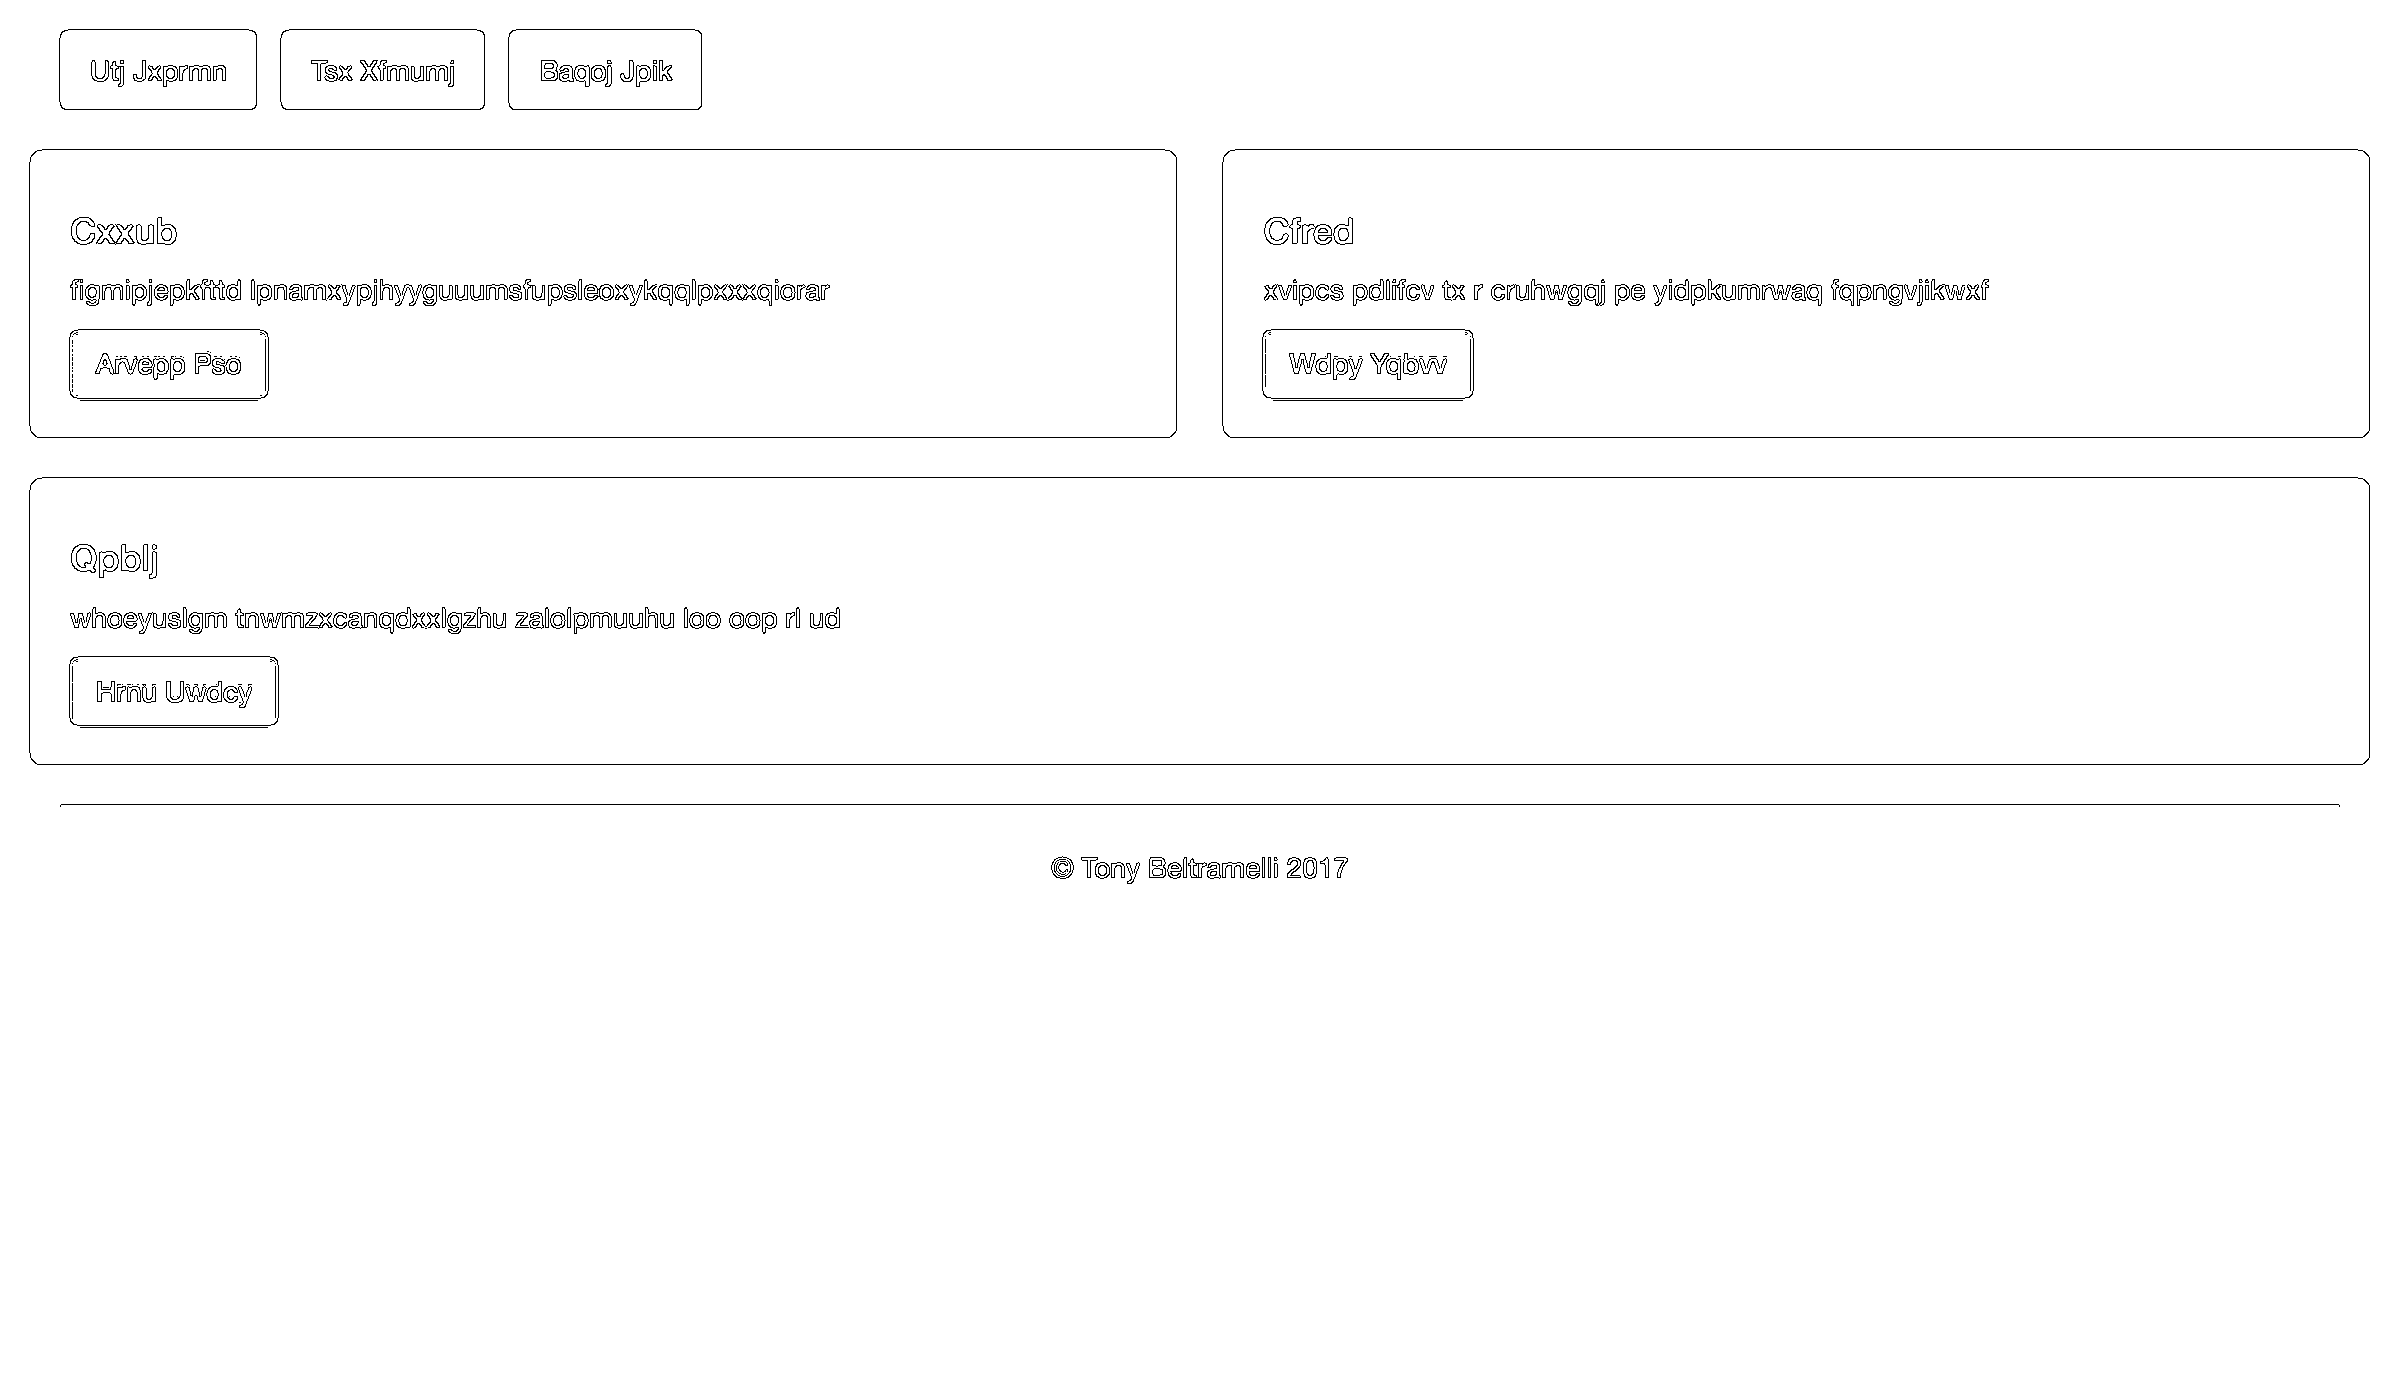 Utj Jxprmn Tsx Xfmumj Baqoj Jpik
Cxxub
figmipjepkfttd lpnamxypjhyyguuumsfupsleoxykqqlpxxxqiorar
Arvepp Pso
Cfred
xvipcs pdlifcv tx r cruhwgqj pe yidpkumrwaq fqpngvjikwxf
Wdpy Yqbvv
Qpblj
whoeyuslgm tnwmzxcanqdxxlgzhu zalolpmuuhu loo oop rl ud
Hrnu Uwdcy
© Tony Beltramelli 2017